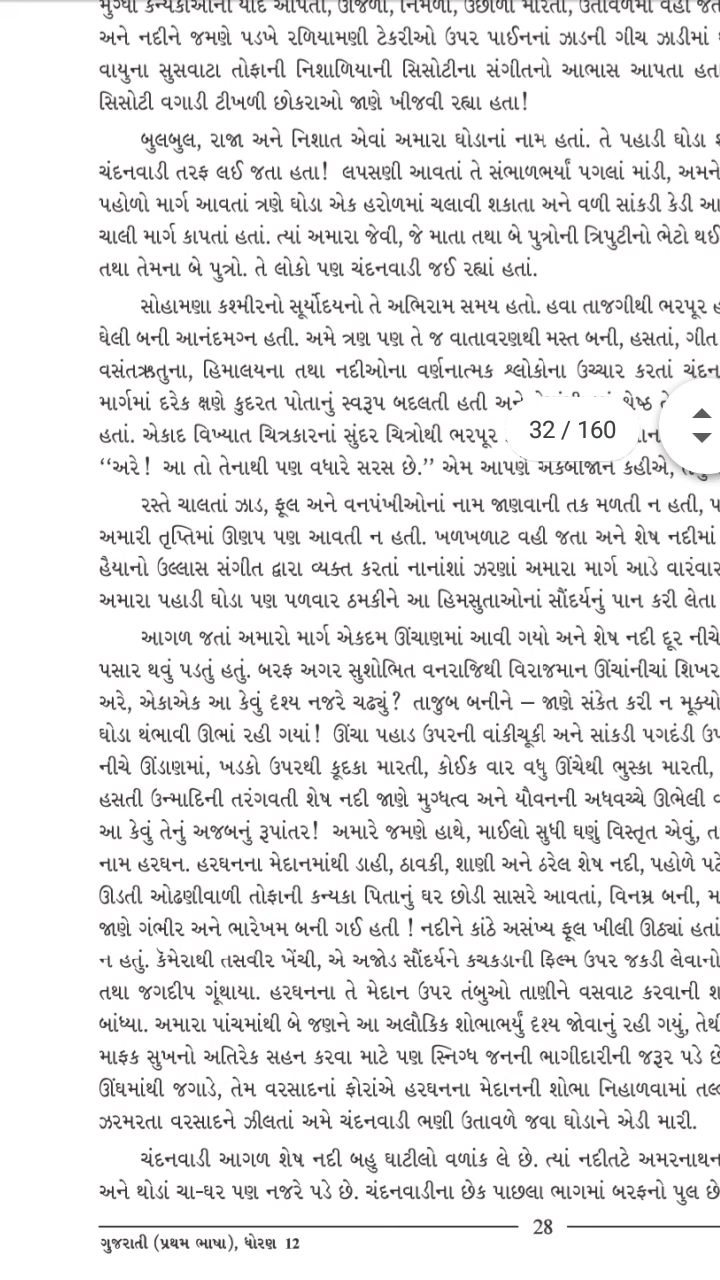 મુગ્ધા કન્યકાઓની યાદ આપતી, ઊજળી, નિર્મળી, ઉછાળા મારતી, ઉતાવળમાં વહી જત
અને નદીને જમણે પડખે રળિયામણી ટેકરીઓ ઉપર પાઈનનાં ઝાડની ગીચ ઝાડીમાં
વાયુના સુસવાટા તોફાની નિશાળિયાની સિસોટીના સંગીતનો આભાસ આપતા હતા
સિસોટી વગાડી ટીખળી છોકરાઓ જાણે ખીજવી રહ્યા હતા!
બુલબુલ, રાજા અને નિશાત એવાં અમારા ઘોડાનાં નામ હતાં. તે પહાડી ઘોડા
ચંદનવાડી તરફ લઈ જતા હતા! લપસણી આવતાં તે સંભાળભર્યાં પગલાં માંડી, અમને
પહોળો માર્ગ આવતાં ત્રણે ઘોડા એક હરોળમાં ચલાવી શકાતા અને વળી સાંકડી કેડી આ
ચાલી માર્ગ કાપતાં હતાં. ત્યાં અમારા જેવી, જે માતા તથા બે પુત્રોની ત્રિપુટીનો ભેટો થઈ
તથા તેમના બે પુત્રો. તે લોકો પણ ચંદનવાડી જઈ રહ્યાં હતાં.
સોહામણા કશ્મીરનો સૂર્યોદયનો તે અભિરામ સમય હતો. હવા તાજગીથી ભરપૂર હ
ઘેલી બની આનંદમગ્ન હતી. અમે ત્રણ પણ તે જ વાતાવરણથી મસ્ત બની, હસતાં, ગીત
વસંતઋતુના, હિમાલયના તથા નદીઓના વર્ણનાત્મક શ્લોકોના ઉચ્ચાર કરતાં ચંદન
માર્ગમાં દરેક ક્ષણે કુદરત પોતાનું સ્વરૂપ બદલતી હતી અને
હતાં. એકાદ વિખ્યાત ચિત્રકારનાં સુંદર ચિત્રોથી ભરપૂર
32 / 160
“અરે! આ તો તેનાથી પણ વધારે સરસ છે.” એમ આપણે એકબીજાને કહીએ,
રસ્તે ચાલતાં ઝાડ, ફૂલ અને વનપંખીઓનાં નામ જાણવાની તક મળતી ન હતી, પ
અમારી તૃપ્તિમાં ઊણપ પણ આવતી ન હતી. ખળખળાટ વહી જતા અને શેષ નદીમાં
હૈયાનો ઉલ્લાસ સંગીત દ્વારા વ્યક્ત કરતાં નાનાંશાં ઝરણાં અમારા માર્ગ આડે વારંવાર
અમારા પહાડી ઘોડા પણ પળવાર ઠમકીને આ હિમસુતાઓનાં સૌંદર્યનું પાન કરી લેતા
આગળ જતાં અમારો માર્ગ એકદમ ઊંચાણમાં આવી ગયો અને શેષ નદી દૂર નીચે
પસાર થવું પડતું હતું. બરફ અગર સુશોભિત વનરાજિથી વિરાજમાન ઊંચાંનીચાં શિખર
અરે, એકાએક આ કેવું દૃશ્ય નજરે ચઢ્યું? તાજુબ બનીને – જાણે સંકેત કરી ન મૂક્યો
ઘોડા થંભાવી ઊભાં રહી ગયાં! ઊંચા પહાડ ઉપરની વાંકીચૂકી અને સાંકડી પગદંડી ઉપ
નીચે ઊંડાણમાં, ખડકો ઉપરથી કૂદકા મારતી, કોઈક વાર વધુ ઊંચેથી ભુસ્કા મારતી,
હસતી ઉન્માદિની તરંગવતી શેષ નદી જાણે મુગ્ધત્વ અને યૌવનની અધવચ્ચે ઊભેલી
આ કેવું તેનું અજબનું રૂપાંતર! અમારે જમણે હાથે, માઈલો સુધી ઘણું વિસ્તૃત એવું, ત
નામ હરઘન. હરઘનના મેદાનમાંથી ડાહી, ઠાવકી, શાણી અને ઠરેલ શેષ નદી, પહોળે પટે
ઊડતી ઓઢણીવાળી તોફાની કન્યકા પિતાનું ઘર છોડી સાસરે આવતાં, વિનમ્ર બની, મ
જાણે ગંભીર અને ભારેખમ બની ગઈ હતી ! નદીને કાંઠે અસંખ્ય ફૂલ ખીલી ઊઠ્યાં હતાં
ન હતું. કૅમેરાથી તસવીર ખેંચી, એ અજોડ સૌંદર્યને કચકડાની ફિલ્મ ઉપર જકડી લેવાનો
તથા જગદીપ ગૂંથાયા. હરઘનના તે મેદાન ઉપર તંબુઓ તાણીને વસવાટ કરવાની શ
બાંધ્યા. અમારા પાંચમાંથી બે જણને આ અલૌકિક શોભાભર્યું દૃશ્ય જોવાનું રહી ગયું, તેથી
માફક સુખનો અતિરેક સહન કરવા માટે પણ સ્નિગ્ધ જનની ભાગીદારીની જરૂર પડે છે
ઊંઘમાંથી જગાડે, તેમ વરસાદનાં ફોરાંએ હરઘનના મેદાનની શોભા નિહાળવામાં તલ્
ઝરમરતા વરસાદને ઝીલતાં અમે ચંદનવાડી ભણી ઉતાવળે જવા ઘોડાને એડી મારી.
ચંદનવાડી આગળ શેષ નદી બહુ ઘાટીલો વળાંક લે છે. ત્યાં નદીતટે અમરનાથન
અને થોડાં ચા-ઘર પણ નજરે પડે છે. ચંદનવાડીના છેક પાછલા ભાગમાં બરફનો પુલ છે
28
ગુજરાતી (પ્રથમ ભાષા), ધોરણ 12